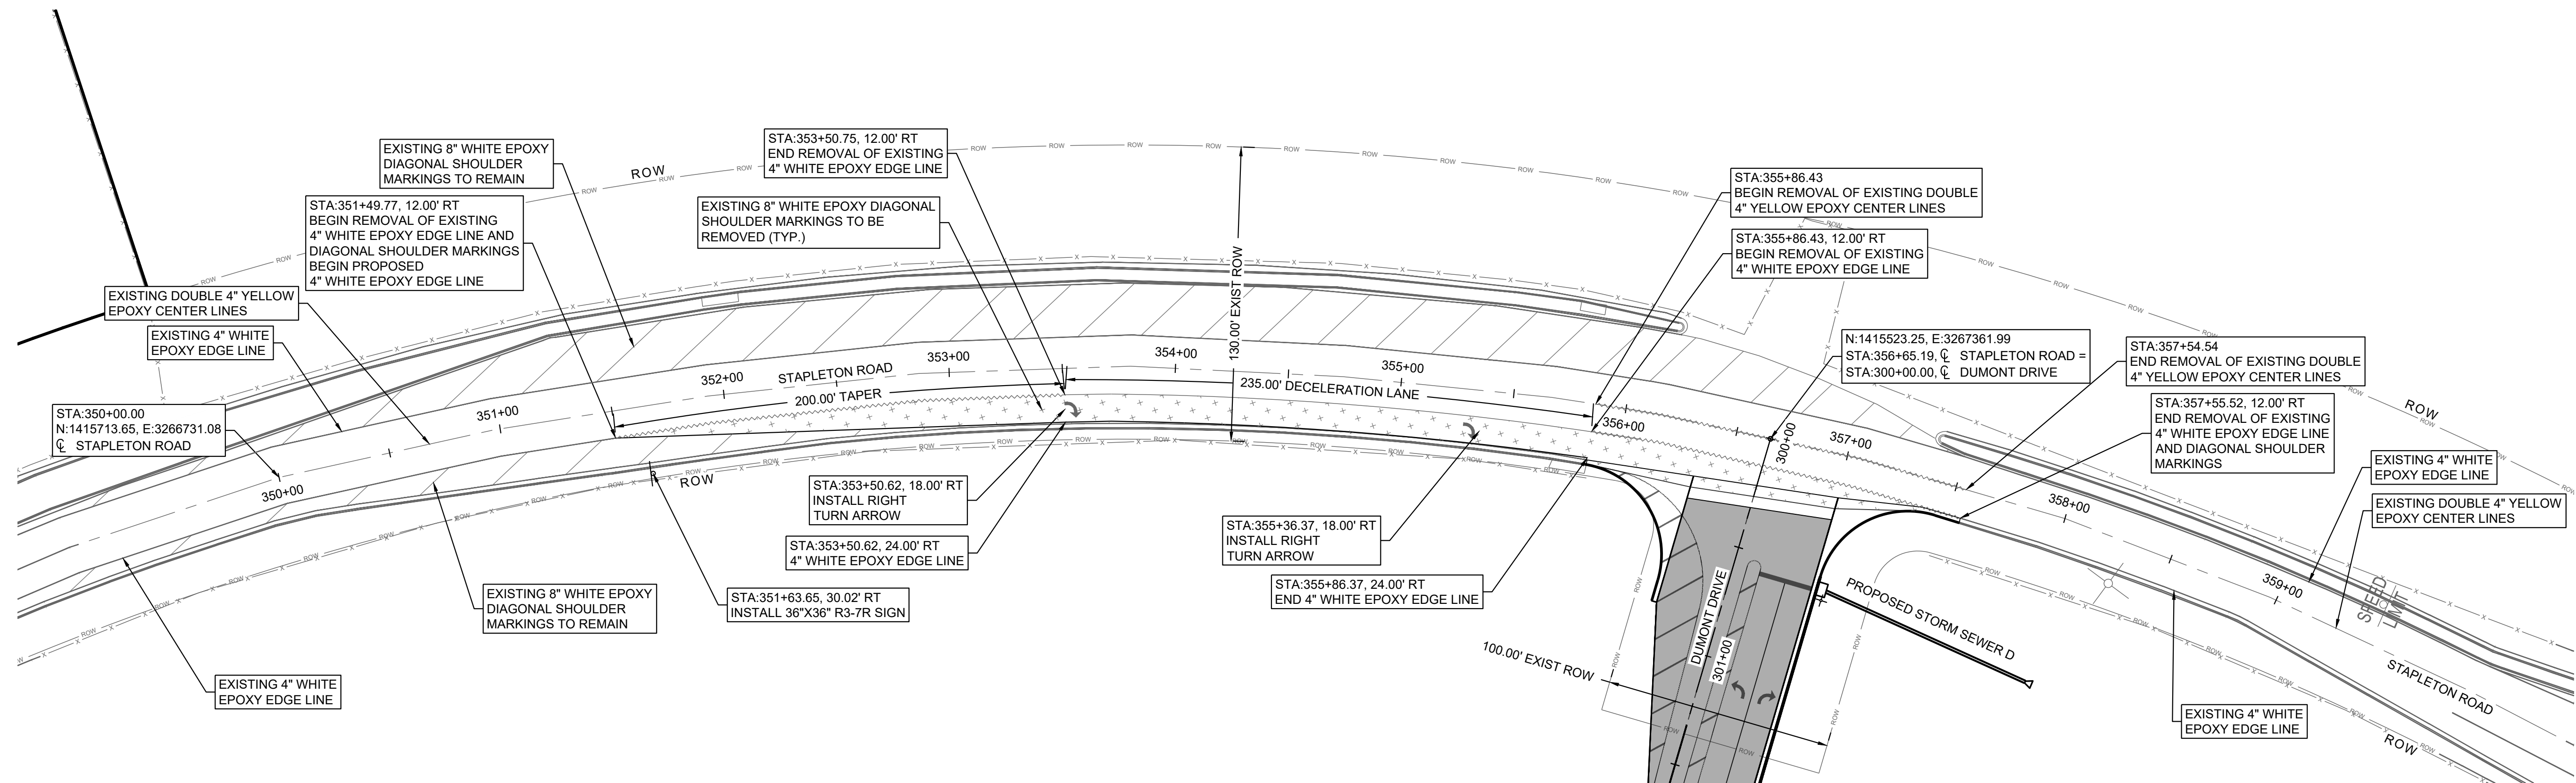 EXISTING 8" WHITE EPOXY
DIAGONAL SHOULDER
MARKINGS TO REMAIN
STA:351+49.77, 12.00' RT
BEGIN REMOVAL OF EXISTING
4" WHITE EPOXY EDGE LINE AND
DIAGONAL SHOULDER MARKINGS
BEGIN PROPOSED
4" WHITE EPOXY EDGE LINE
EXISTING DOUBLE 4" YELLOW
EPOXY CENTER LINES
EXISTING 4" WHITE
EPOXY EDGE LINE
STA:350+00.00
N:1415713.65, E:3266731.08
℄ STAPLETON ROAD
STA:353+50.75, 12.00' RT
END REMOVAL OF EXISTING
4" WHITE EPOXY EDGE LINE
EXISTING 8" WHITE EPOXY DIAGONAL
SHOULDER MARKINGS TO BE
REMOVED (TYP.)
ROW
130.00' EXIST ROW
STA:355+86.43
BEGIN REMOVAL OF EXISTING DOUBLE
4" YELLOW EPOXY CENTER LINES
STA:355+86.43, 12.00' RT
BEGIN REMOVAL OF EXISTING
4" WHITE EPOXY EDGE LINE
N:1415523.25, E:3267361.99
STA:356+65.19, ℄ STAPLETON ROAD =
STA:300+00.00, ℄ DUMONT DRIVE
STA:357+54.54
END REMOVAL OF EXISTING DOUBLE
4" YELLOW EPOXY CENTER LINES
STA:357+55.52, 12.00' RT
END REMOVAL OF EXISTING
4" WHITE EPOXY EDGE LINE
AND DIAGONAL SHOULDER
MARKINGS
ROW
EXISTING 4" WHITE
EPOXY EDGE LINE
EXISTING DOUBLE 4" YELLOW
EPOXY CENTER LINES
350+00
351+00
352+00
STAPLETON ROAD
353+00
354+00
355+00
356+00
357+00
358+00
359+00
200.00' TAPER
235.00' DECELERATION LANE
300+00
ROW
STA:353+50.62, 18.00' RT
INSTALL RIGHT
TURN ARROW
STA:353+50.62, 24.00' RT
4" WHITE EPOXY EDGE LINE
STA:351+63.65, 30.02' RT
INSTALL 36"X36" R3-7R SIGN
EXISTING 8" WHITE EPOXY
DIAGONAL SHOULDER
MARKINGS TO REMAIN
EXISTING 4" WHITE
EPOXY EDGE LINE
STA:355+36.37, 18.00' RT
INSTALL RIGHT
TURN ARROW
STA:355+86.37, 24.00' RT
END 4" WHITE EPOXY EDGE LINE
100.00' EXIST ROW
DUMONT DRIVE
301+00
PROPOSED STORM SEWER D
SPEED
LIMIT
STAPLETON ROAD
EXISTING 4" WHITE
EPOXY EDGE LINE
ROW